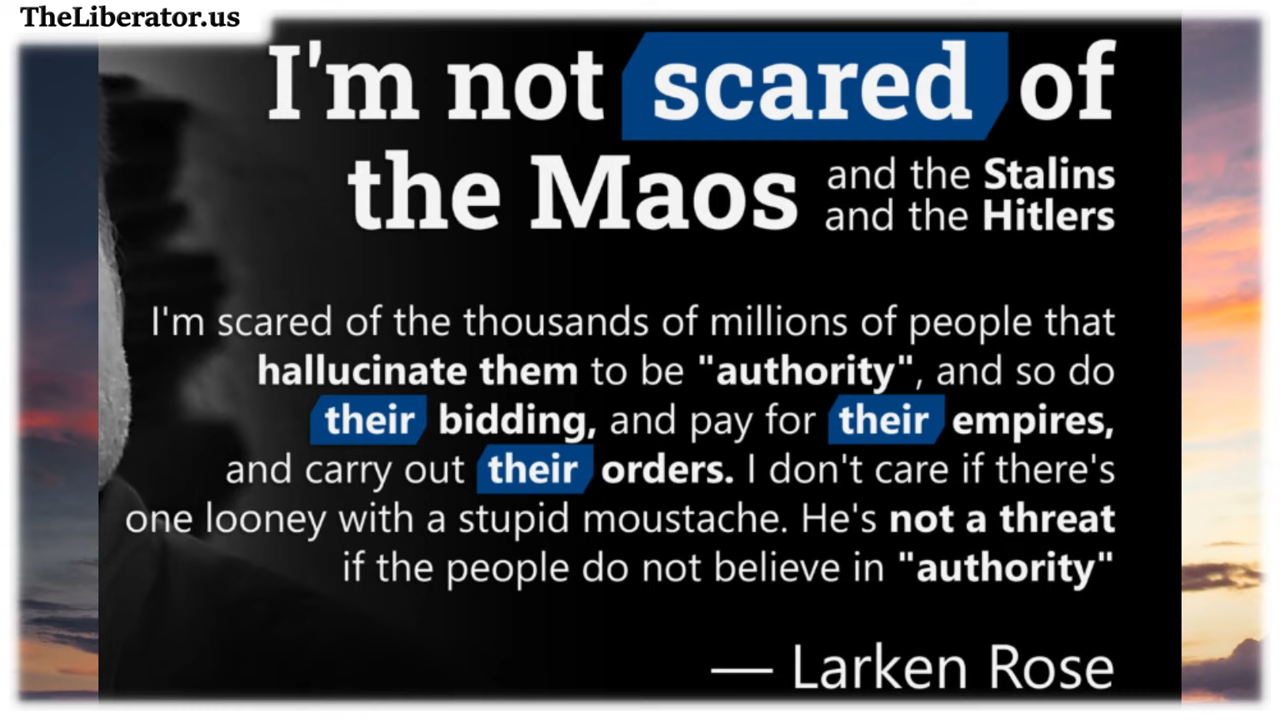 TheLiberator.us
I'm not scared of
the Maos and the Stalins
and the Hitlers
I'm scared of the thousands of millions of people that
hallucinate them to be "authority", and so do
their bidding, and pay for their empires,
and carry out their orders. I don't care if there's
one looney with a stupid moustache. He's not a threat
if the people do not believe in "authority"
— Larken Rose